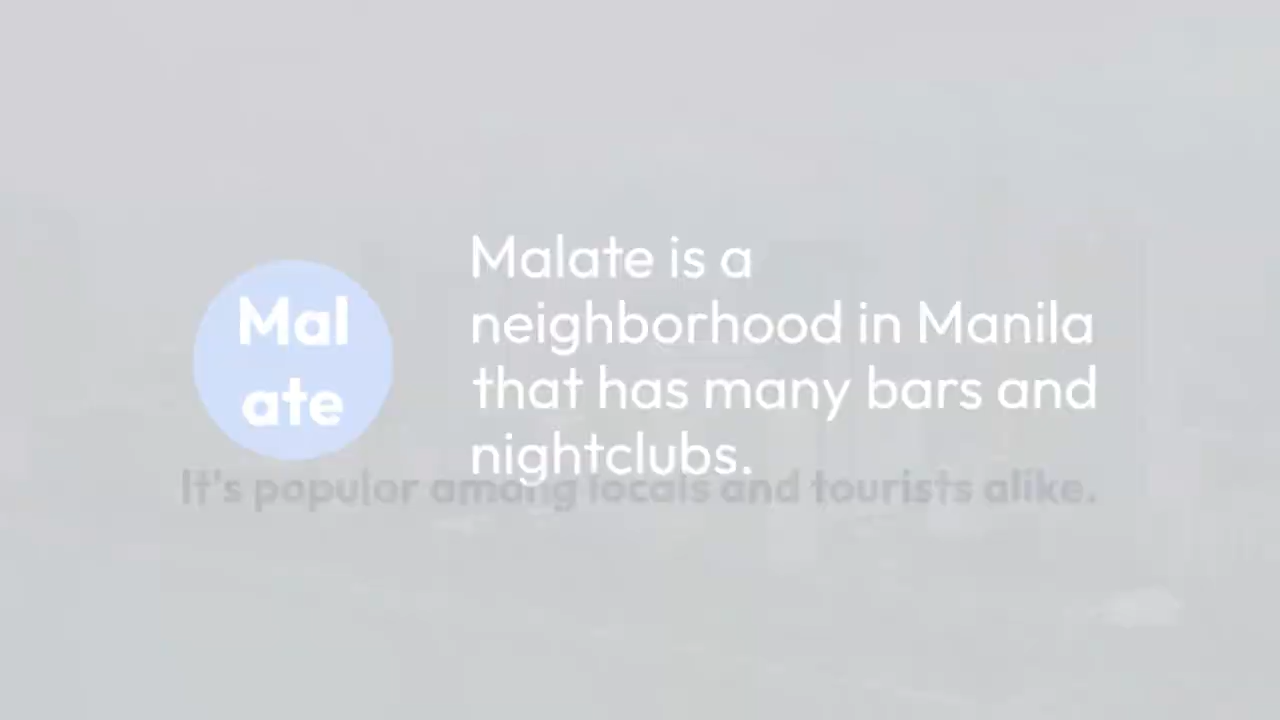 Mal
ate
Malate is a
neighborhood in Manila
that has many bars and
nightclubs.
It's popular among locals and tourists alike.